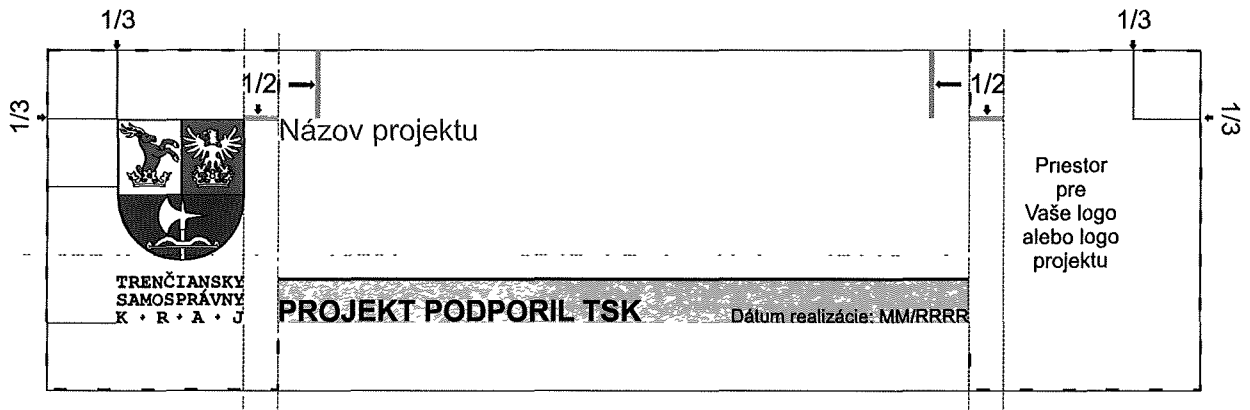 1/3
1/3
1/2
1/2
1/3
1/3
Názov projektu
Priestor
pre
Vaše logo
alebo logo
projektu
TRENČIANSKY
SAMOSPRÁVNY
K • R • A • J
PROJEKT PODPORIL TSK
Dátum realizácie: MM/RRRR